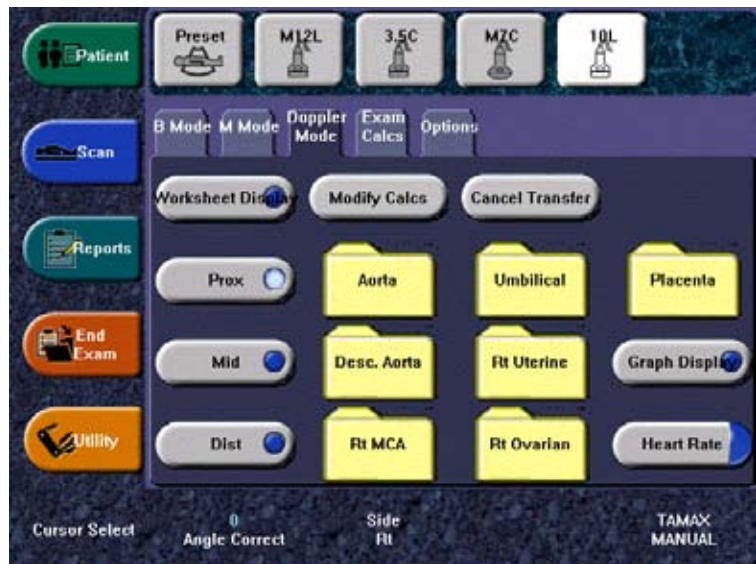 Patient
Preset
M12L
3.5C
M7C
10L
Scan
B Mode
M Mode
Doppler
Mode
Exam
Calcs
Options
Worksheet Display
Modify Calcs
Cancel Transfer
Reports
Prox
Aorta
Umbilical
Placenta
End
Exam
Mid
Desc. Aorta
Rt Uterine
Graph Display
Utility
Dist
Rt MCA
Rt Ovarian
Heart Rate
Cursor Select
0
Angle Correct
Side
Rt
TAMAX
MANUAL